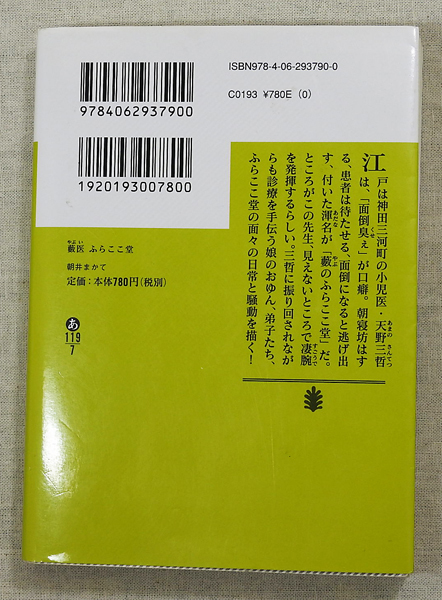 ISBN978-4-06-293790-0
C0193 ¥780E (0)
9784062937900
1920193007800
江戸は神田三河町の小児医・天野三哲
は、「面倒臭ぇ」が口癖。朝寝坊はす
る、患者は待たせる、面倒になると逃げ出
す、付いた渾名が「藪のふらここ堂」だ。
ところがこの先生、見えないところで凄腕
を発揮するらしい。三哲に振り回されなが
らも診療を手伝う娘のおゆん、弟子たち、
ふらここ堂の面々の日常と騒動を描く!
藪医 ふらここ堂
朝井まかて
定価:本体780円(税別)
あ
119
7